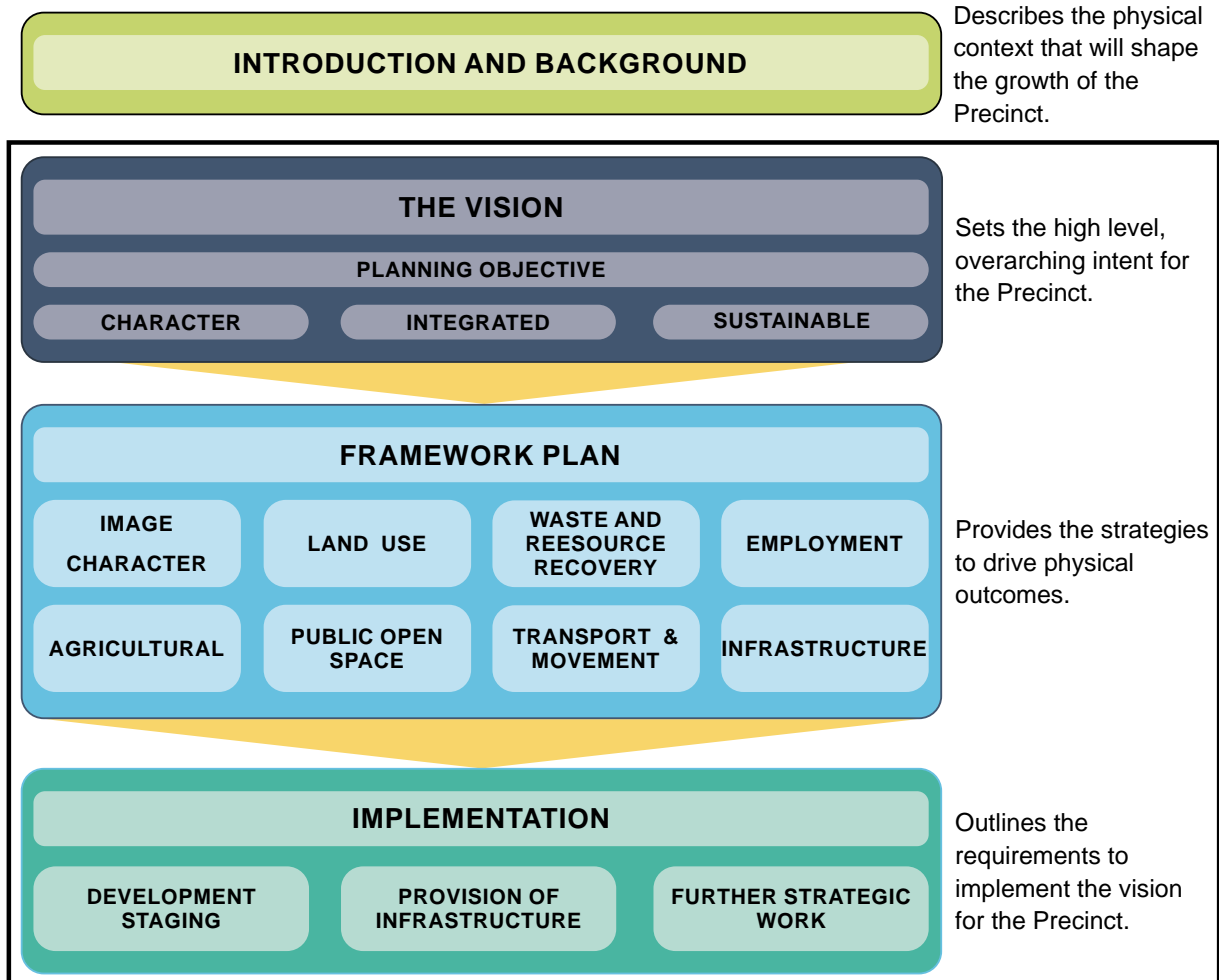 INTRODUCTION AND BACKGROUND
Describes the physical
context that will shape
the growth of the
Precinct.
THE VISION
PLANNING OBJECTIVE
CHARACTER
INTEGRATED
SUSTAINABLE
Sets the high level,
overarching intent for
the Precinct.
FRAMEWORK PLAN
IMAGE
CHARACTER
LAND USE
WASTE AND
REESOURCE
RECOVERY
EMPLOYMENT
AGRICULTURAL
PUBLIC OPEN
SPACE
TRANSPORT &
MOVEMENT
INFRASTRUCTURE
Provides the strategies
to drive physical
outcomes.
IMPLEMENTATION
DEVELOPMENT
STAGING
PROVISION OF
INFRASTRUCTURE
FURTHER STRATEGIC
WORK
Outlines the
requirements to
implement the vision
for the Precinct.